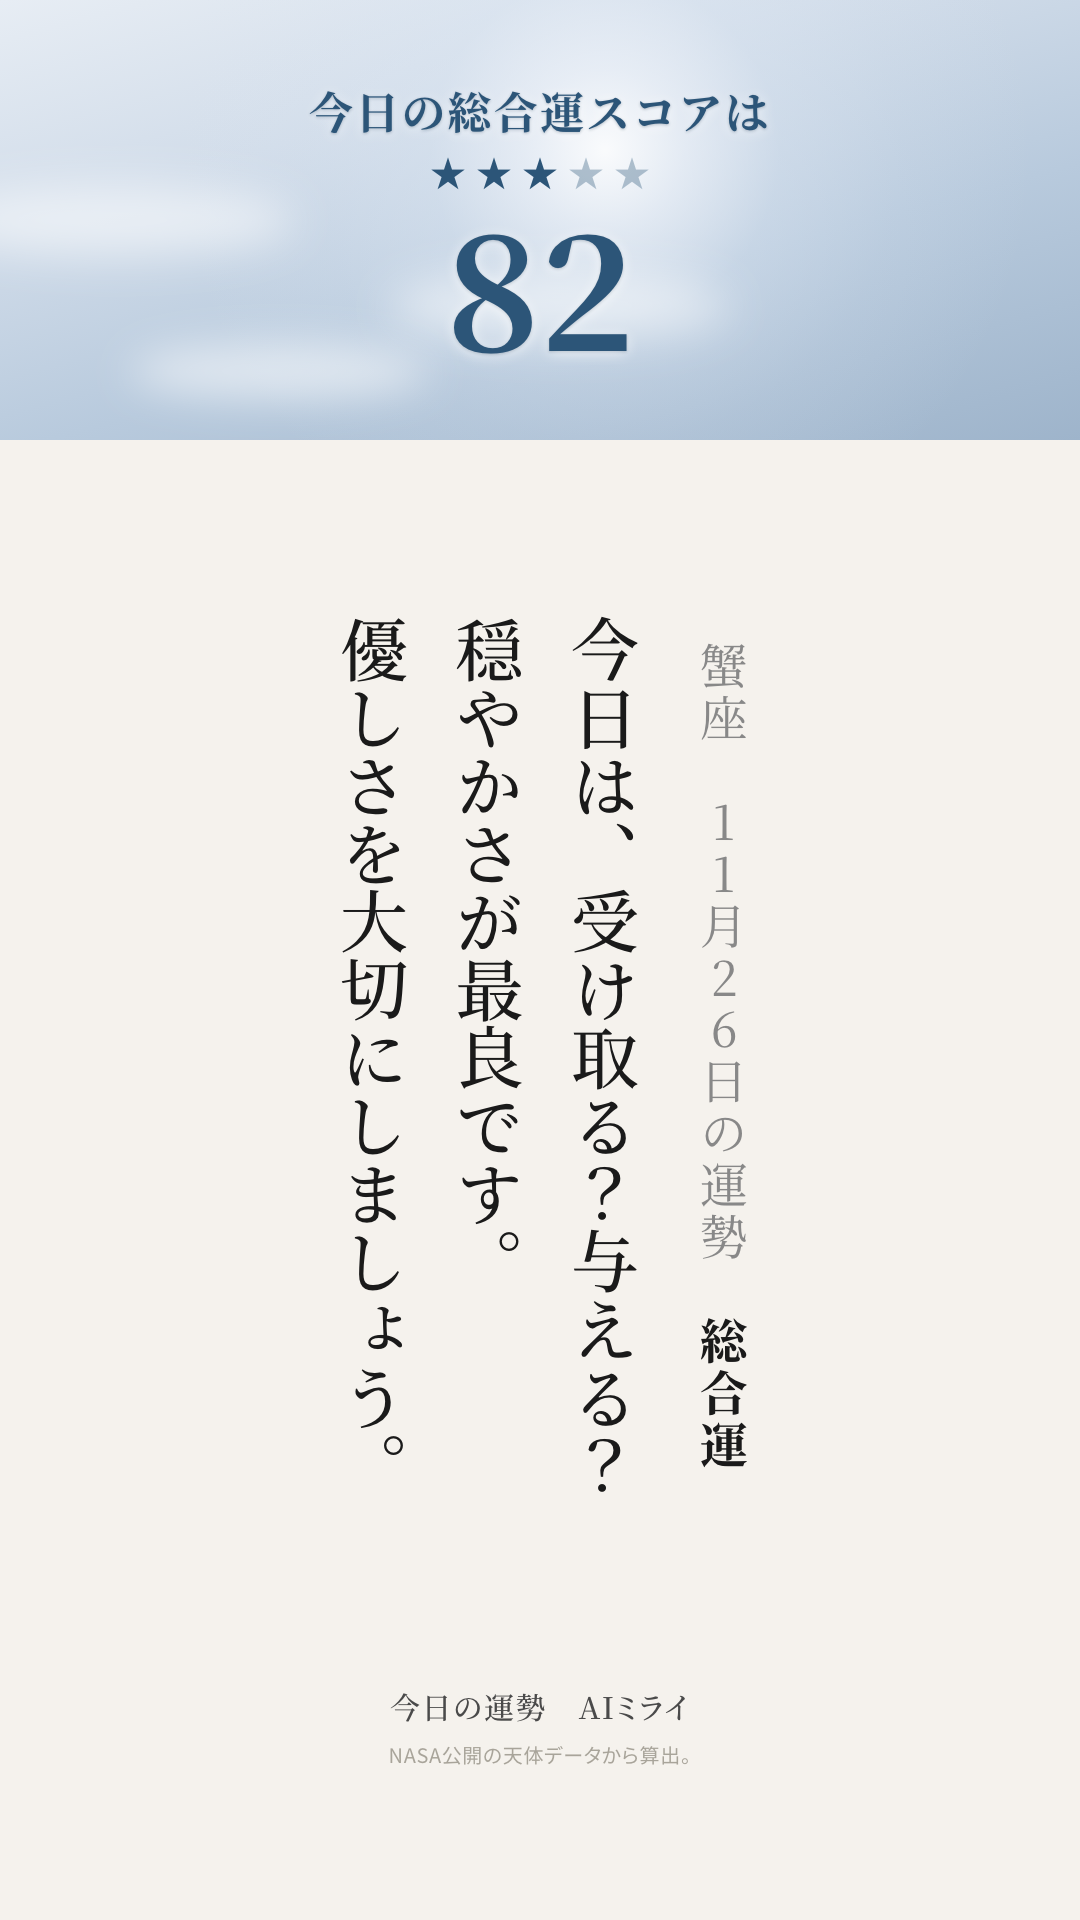 今日の総合運スコアは
★★★★★
82
蟹座　11月26日の運勢　総合運
今日は、受け取る？与える？
穏やかさが最良です。
優しさを大切にしましょう。
今日の運勢　AIミライ
NASA公開の天体データから算出。